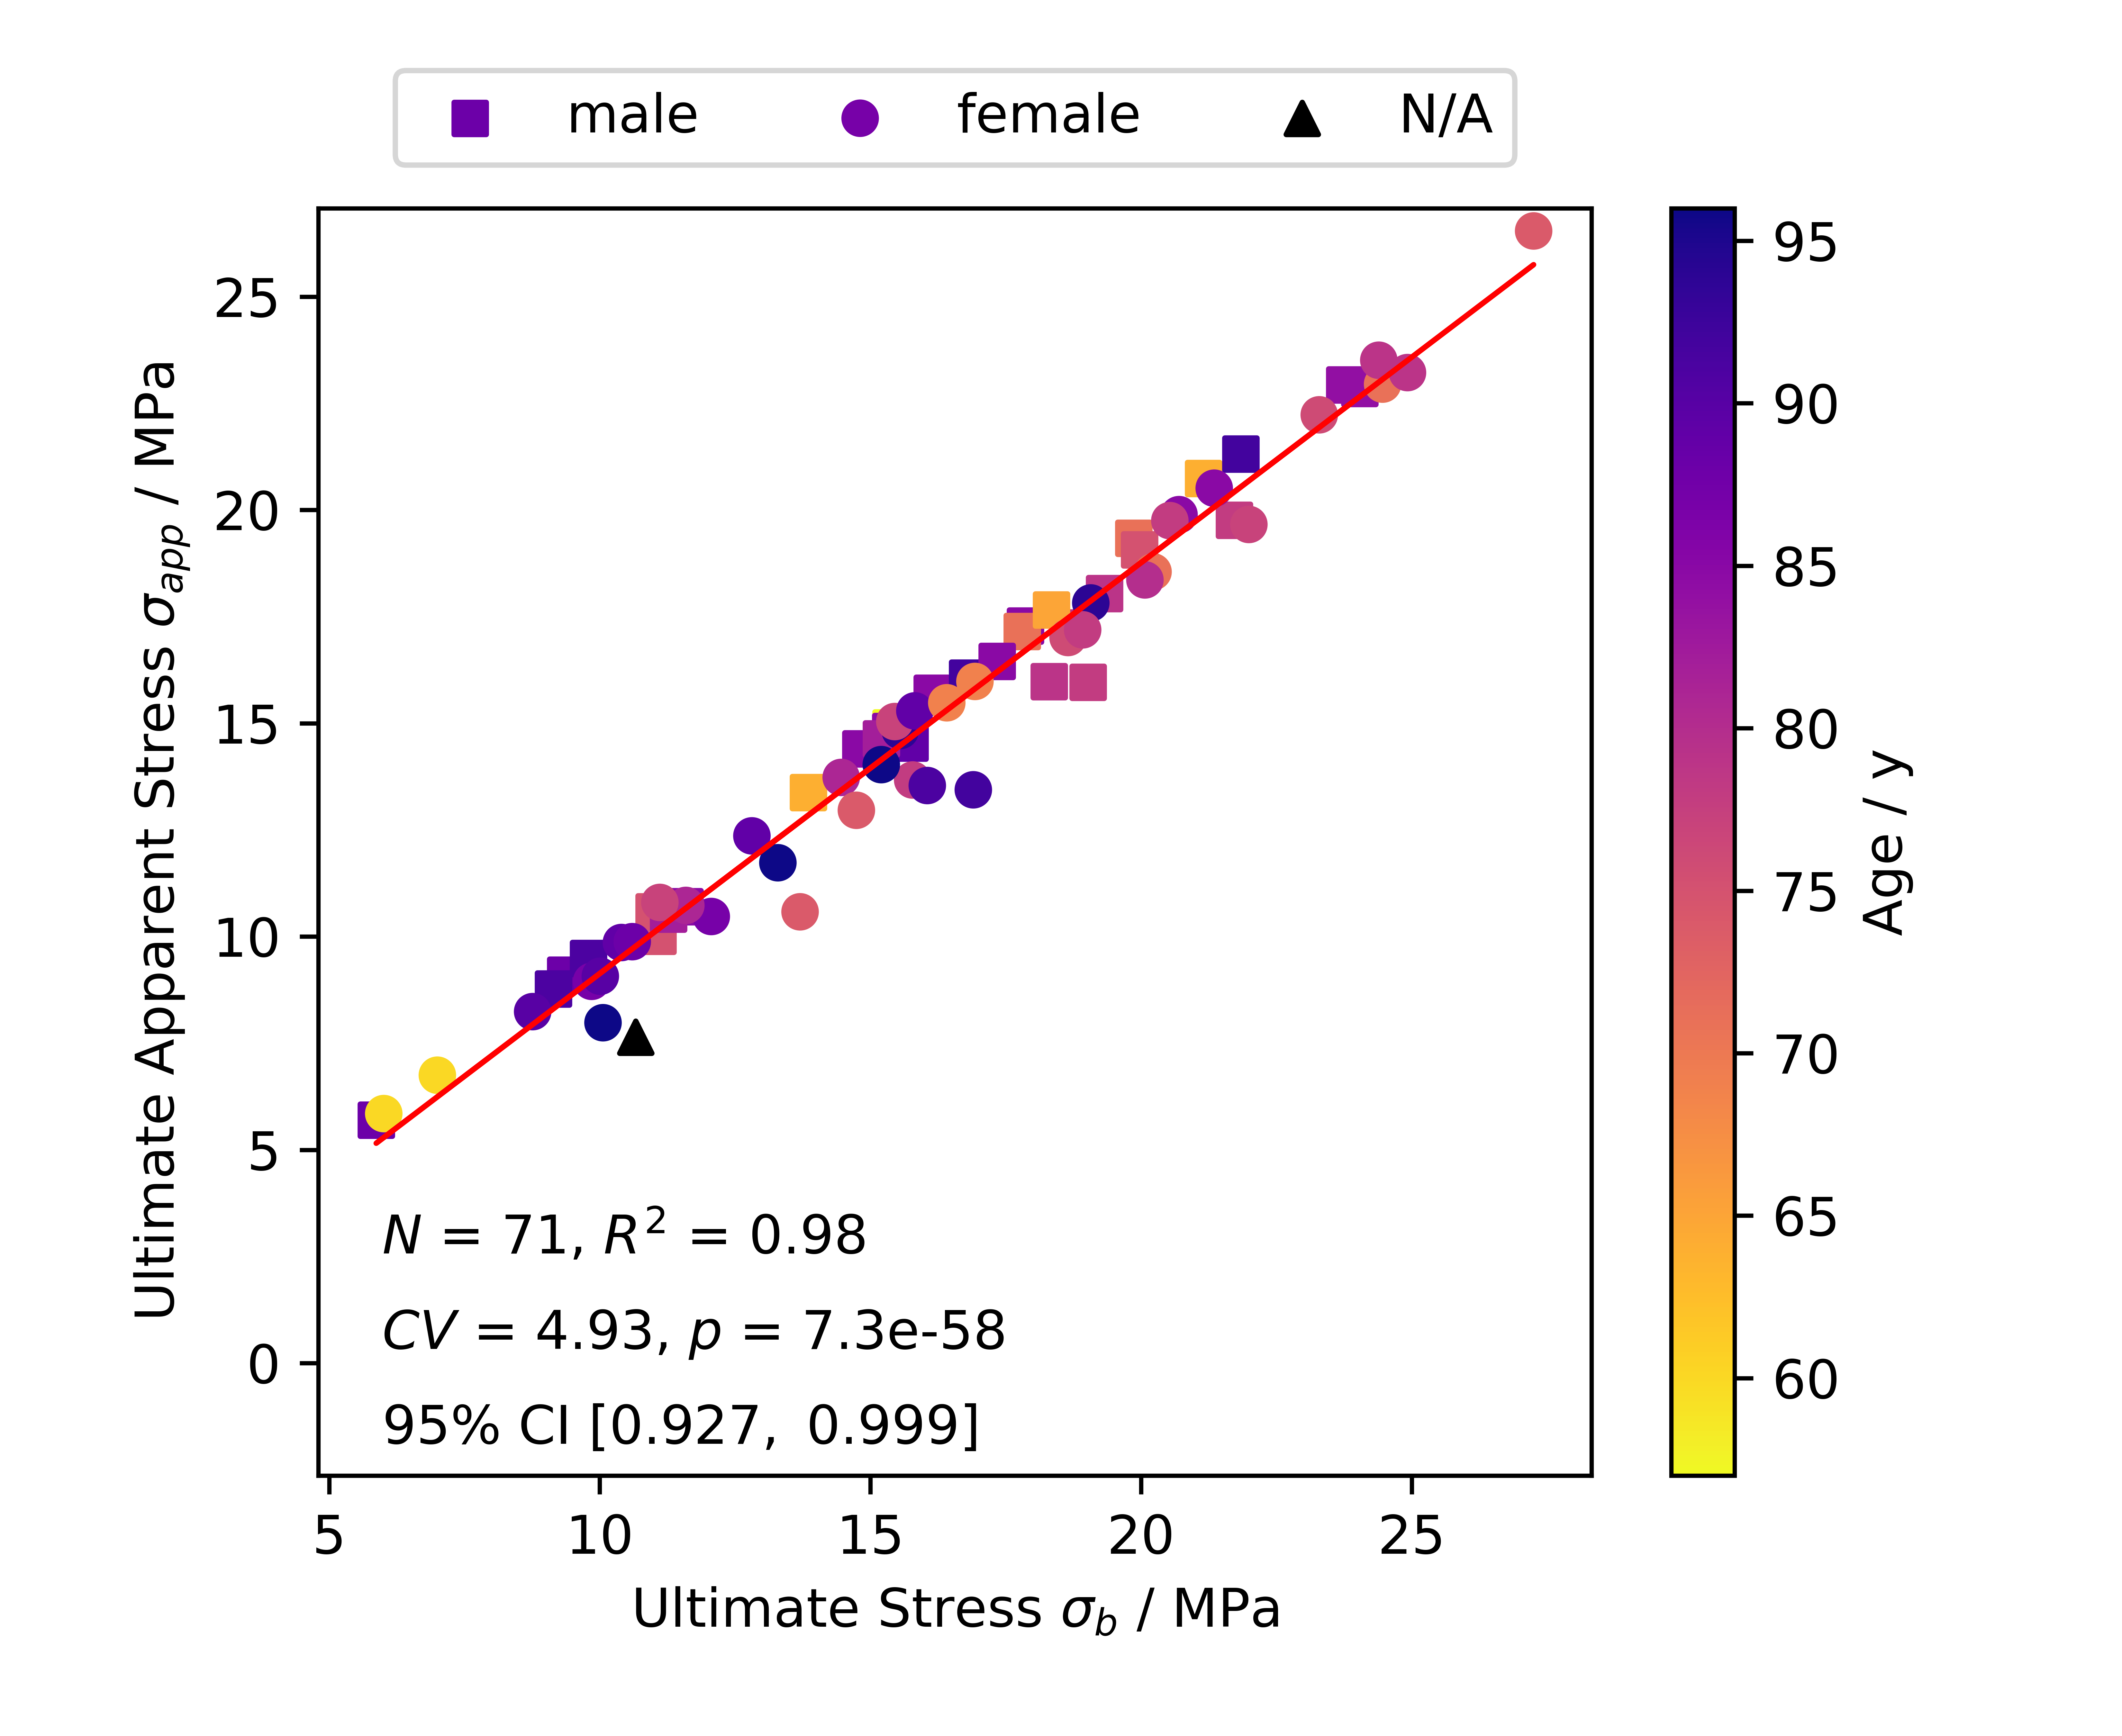 male female N/A
Ultimate Apparent Stress σapp / MPa
25
20
15
10
5
0
N = 71, R² = 0.98
CV = 4.93, p = 7.3e-58
95% CI [0.927, 0.999]
5 10 15 20 25
Ultimate Stress σb / MPa
95
90
85
80
75
70
65
60
Age / y